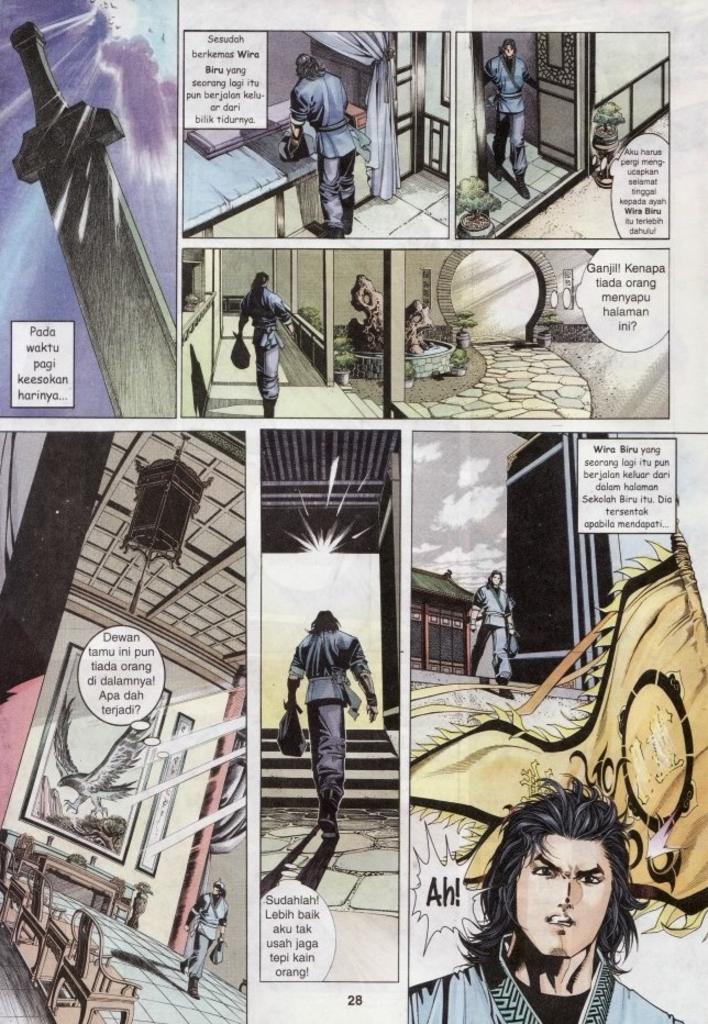 Pada
waktu
pagi
keesokan
harinya...
Sesudah
berkemas Wira
Biru yang
seorang lagi itu
pun berjalan kelu-
ar dari
bilik tidurnya.
Aku harus
pergi meng-
ucapkan
selamat
tinggal
kepada ayah
Wira Biru
itu terlebih
dahulu!
Ganjil! Kenapa
tiada orang
menyapu
halaman
ini?
Dewan
tamu ini pun
tiada orang
di dalamnya!
Apa dah
terjadi?
Sudahlah!
Lebih baik
aku tak
usah jaga
tepi kain
orang!
Wira Biru yang
seorang lagi itu pun
berjalan keluar dari
dalam halaman
Sekolah Biru itu. Dia
tersentak
apabila mendapati...
Ah!
28